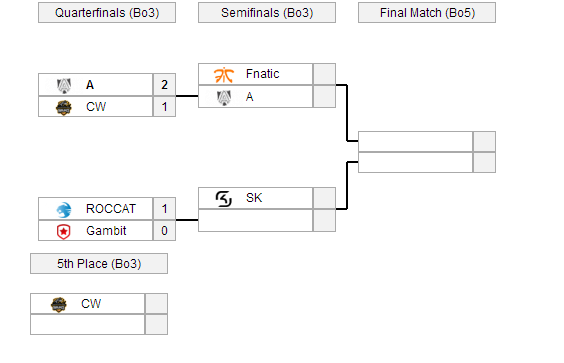 Quarterfinals (Bo3) Semifinals (Bo3) Final Match (Bo5)
Fnatic
A 2
A
CW 1
SK
ROCCAT 1
Gambit 0
5th Place (Bo3)
CW